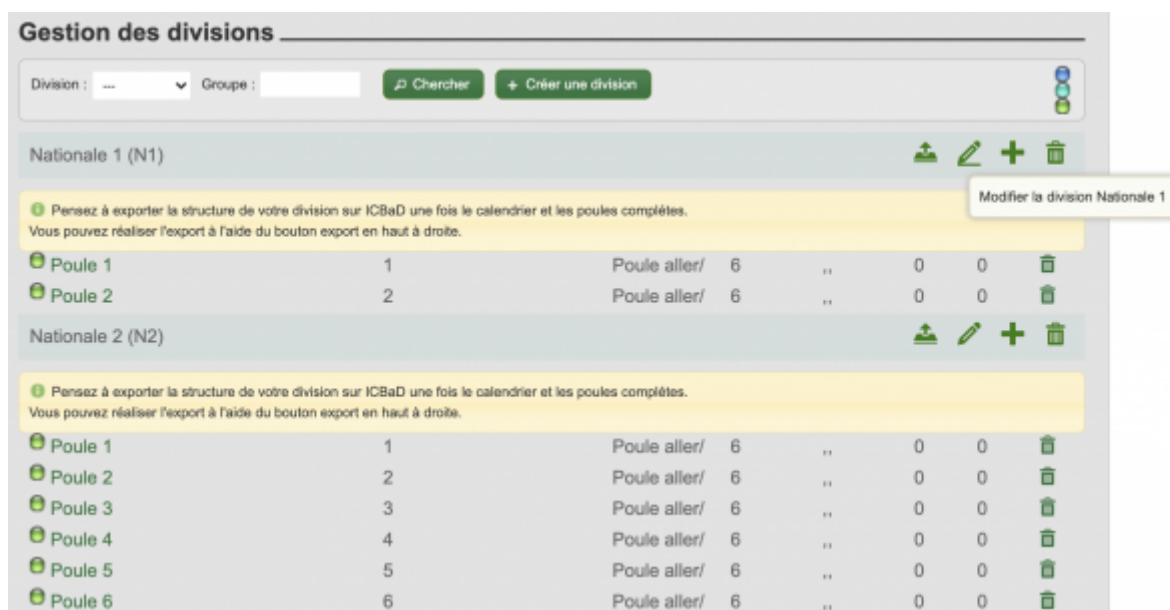 Gestion des divisions
Division : --- Groupe : Chercher + Créer une division
Nationale 1 (N1)
Modifier la division Nationale 1
Pensez à exporter la structure de votre division sur ICBaD une fois le calendrier et les poules complètes.
Vous pouvez réaliser l'export à l'aide du bouton export en haut à droite.
Poule 1 1 Poule aller/ 6 ,, 0 0
Poule 2 2 Poule aller/ 6 ,, 0 0
Nationale 2 (N2)
Pensez à exporter la structure de votre division sur ICBaD une fois le calendrier et les poules complètes.
Vous pouvez réaliser l'export à l'aide du bouton export en haut à droite.
Poule 1 1 Poule aller/ 6 ,, 0 0
Poule 2 2 Poule aller/ 6 ,, 0 0
Poule 3 3 Poule aller/ 6 ,, 0 0
Poule 4 4 Poule aller/ 6 ,, 0 0
Poule 5 5 Poule aller/ 6 ,, 0 0
Poule 6 6 Poule aller/ 6 ,, 0 0